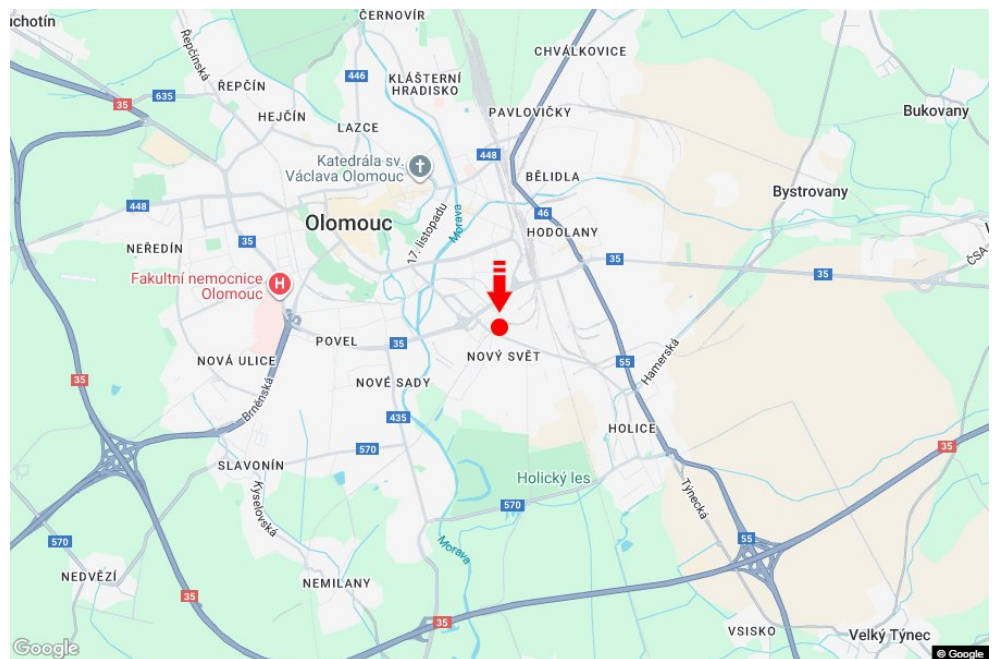 uchotín
ČERNOVÍR
Řepčínská
CHVÁLKOVICE
ŘEPČÍN
446
KLÁŠTERNÍ
HRADISKO
35
635
HEJČÍN
LAZCE
PAVLOVIČKY
Bukovany
Katedrála sv.
Václava Olomouc
448
BĚLIDLA
Bystrovany
448
Olomouc
17. listopadu
Morava
46
HODOLANY
NEŘEDÍN
35
35
35
ČSA
Fakultní nemocnice
Olomouc
H
POVEL
35
NOVÝ SVĚT
NOVÁ ULICE
55
Hamerská
35
NOVÉ SADY
Brněnská
435
HOLICE
570
35
SLAVONÍN
Holický les
Kyselovská
570
Týnecká
570
Morava
55
NEDVĚZÍ
NEMILANY
35
35
VSISKO
Velký Týnec
Google
© Google